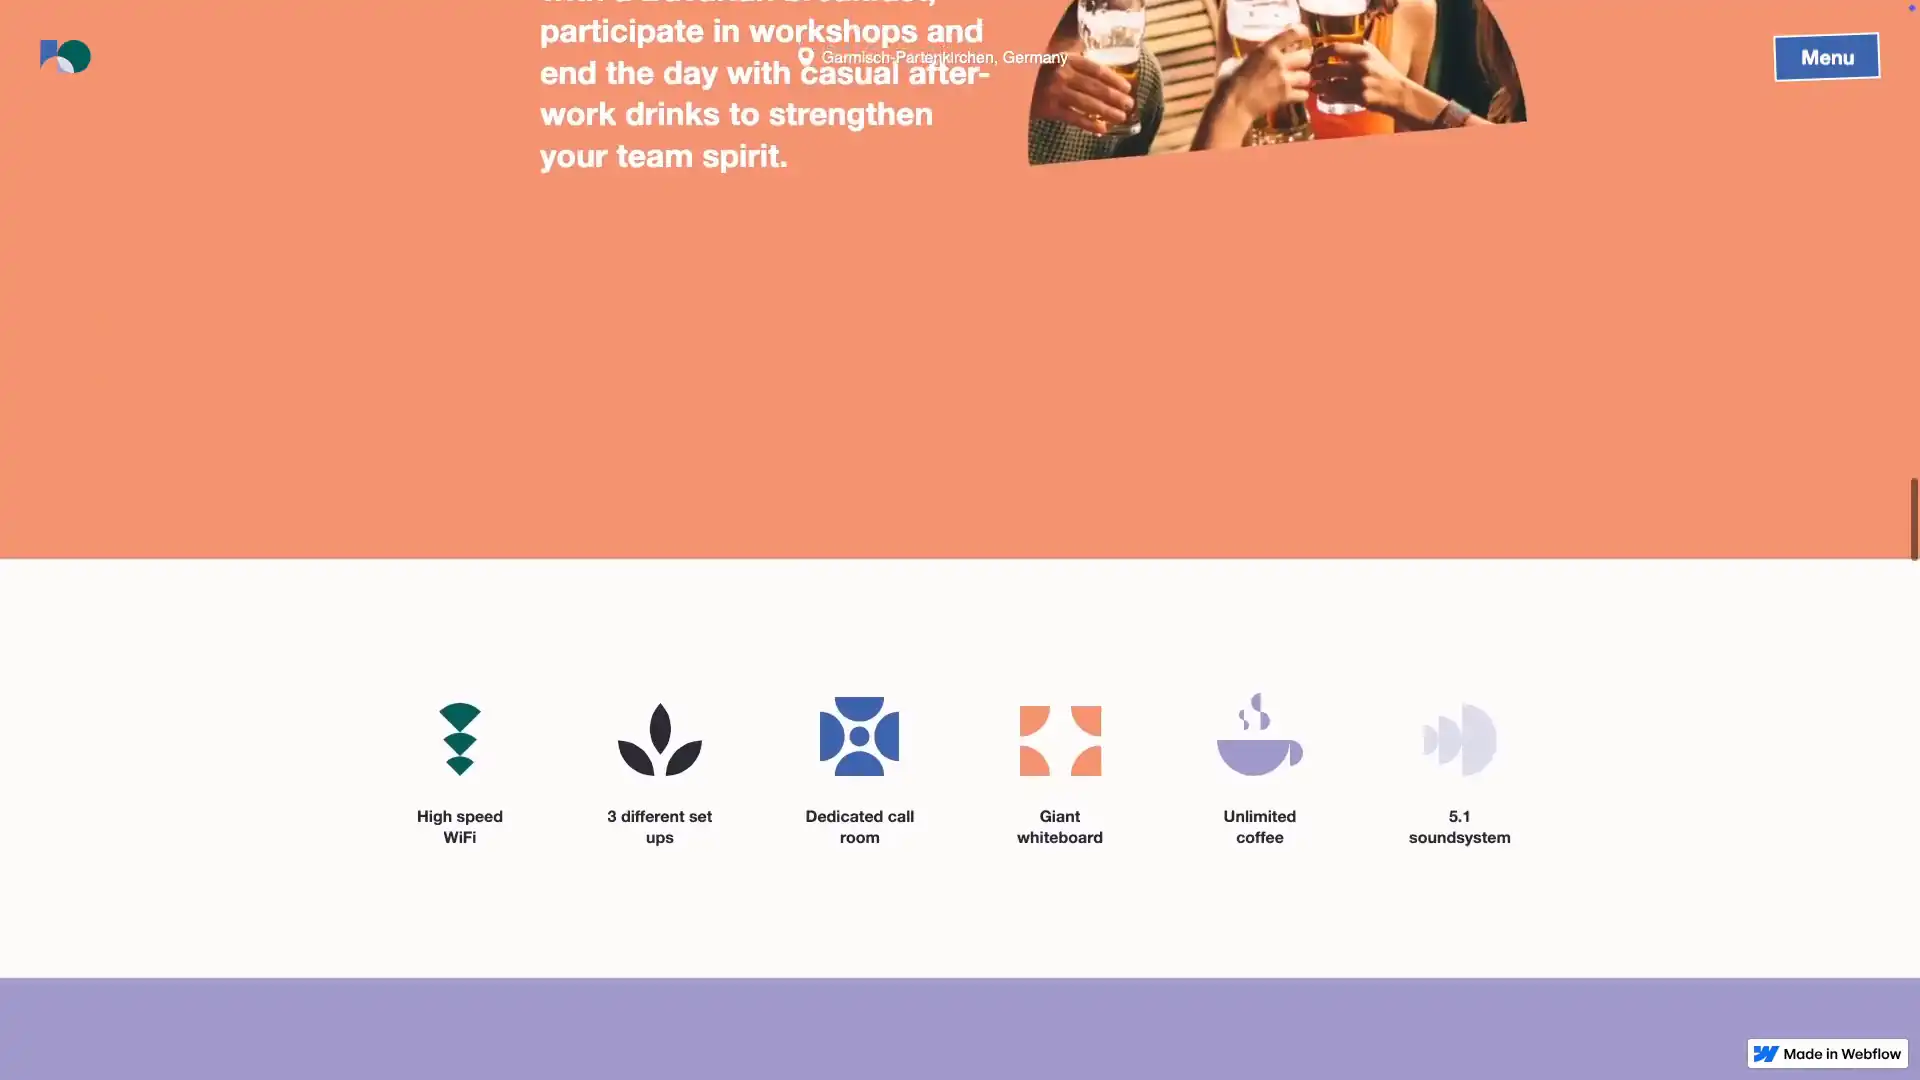 participate in workshops and
Garmisch-Partenkirchen, Germany
Menu
end the day with casual after-
work drinks to strengthen
your team spirit.
High speed
WiFi
3 different set
ups
Dedicated call
room
Giant
whiteboard
Unlimited
coffee
5.1
soundsystem
Made in Webflow